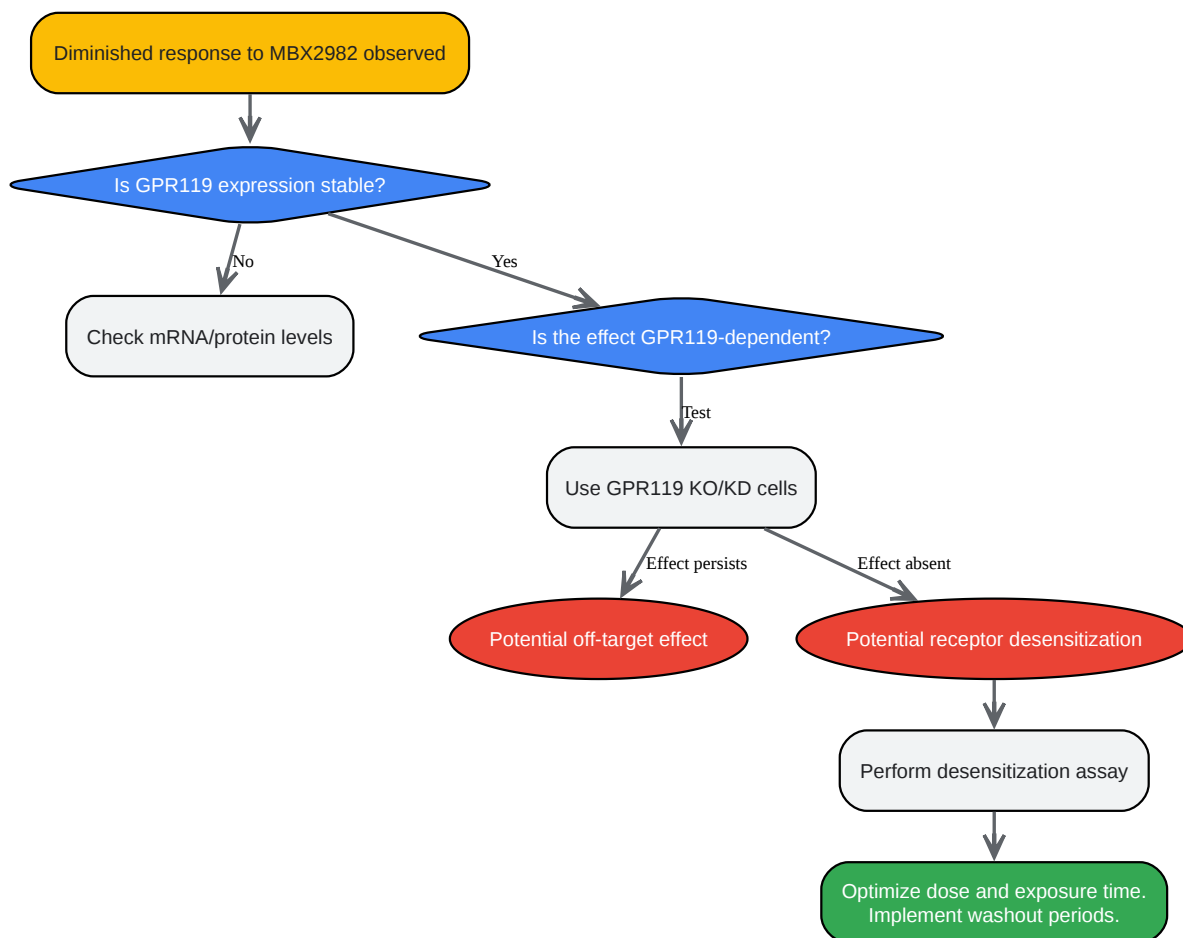 Diminished response to MBX2982 observed
Is GPR119 expression stable?
No
Yes
Check mRNA/protein levels
Is the effect GPR119-dependent?
Test
Use GPR119 KO/KD cells
Effect persists
Effect absent
Potential off-target effect
Potential receptor desensitization
Perform desensitization assay
Optimize dose and exposure time.
Implement washout periods.